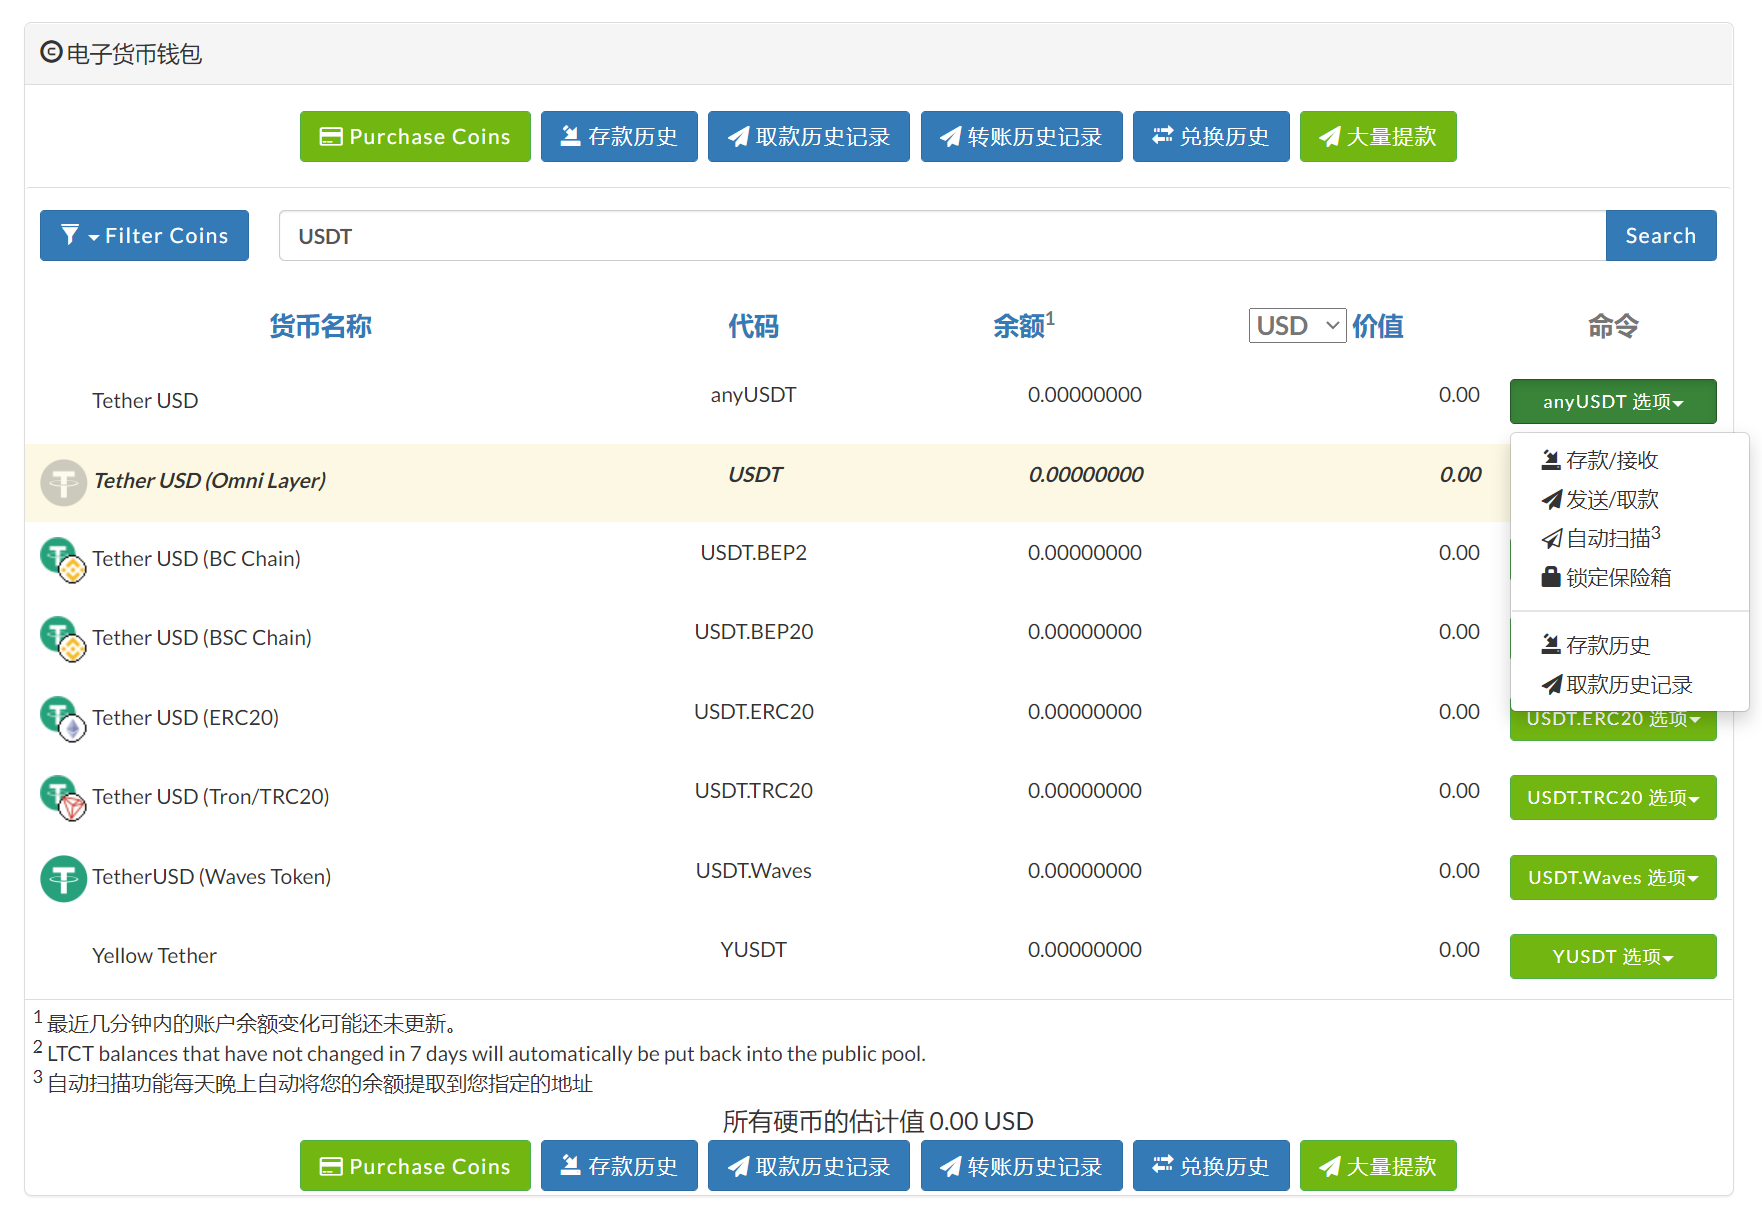 电子货币钱包
Purchase Coins 存款历史 取款历史记录 转账历史记录 兑换历史 大量提款
Filter Coins USDT Search
货币名称 代码 余额1 USD 价值 命令
Tether USD anyUSDT 0.00000000 0.00 anyUSDT 选项
Tether USD (Omni Layer) USDT 0.00000000 0.00
存款/接收
发送/取款
自动扫描3
锁定保险箱
存款历史
取款历史记录
Tether USD (BC Chain) USDT.BEP2 0.00000000 0.00
Tether USD (BSC Chain) USDT.BEP20 0.00000000 0.00
Tether USD (ERC20) USDT.ERC20 0.00000000 0.00 USDT.ERC20 选项
Tether USD (Tron/TRC20) USDT.TRC20 0.00000000 0.00 USDT.TRC20 选项
TetherUSD (Waves Token) USDT.Waves 0.00000000 0.00 USDT.Waves 选项
Yellow Tether YUSDT 0.00000000 0.00 YUSDT 选项
1 最近几分钟内的账户余额变化可能还未更新。
2 LTCT balances that have not changed in 7 days will automatically be put back into the public pool.
3 自动扫描功能每天晚上自动将您的余额提取到您指定的地址
所有硬币的估计值 0.00 USD
Purchase Coins 存款历史 取款历史记录 转账历史记录 兑换历史 大量提款